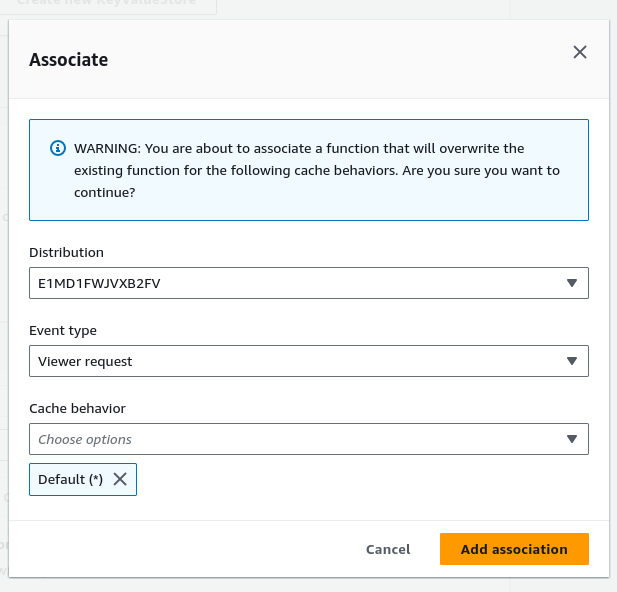 Create new KeyValueStore
Associate
WARNING: You are about to associate a function that will overwrite the
existing function for the following cache behaviors. Are you sure you want to
continue?
Distribution
E1MD1FWJVXB2FV
Event type
Viewer request
Cache behavior
Choose options
Default (*)
Cancel
Add association